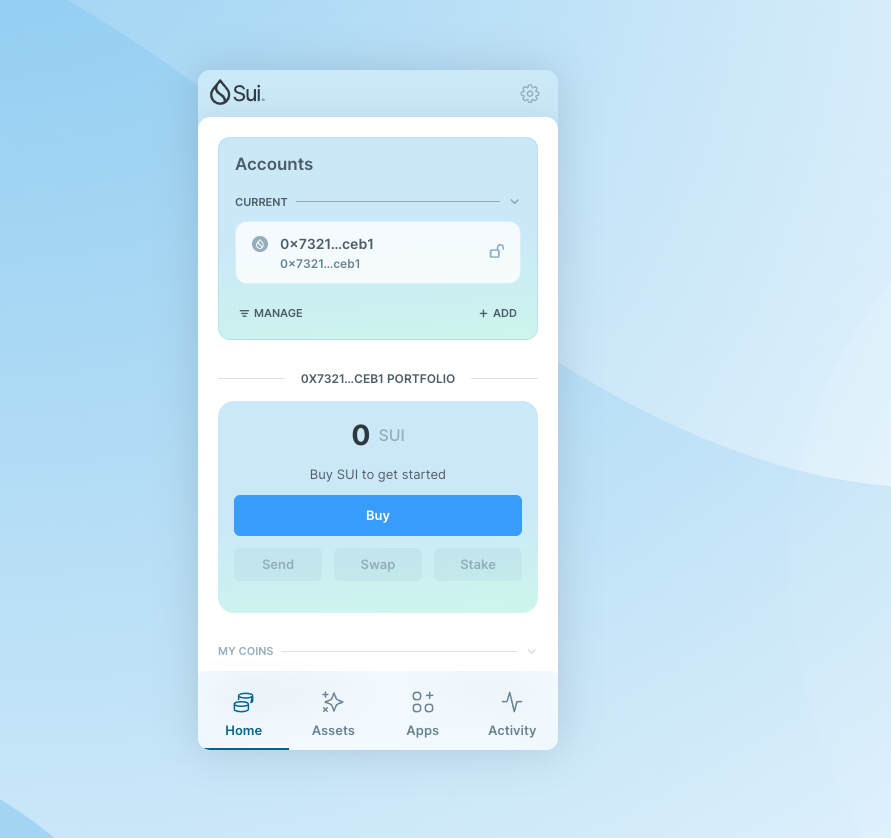 Sui
Accounts
CURRENT
0×7321…ceb1
0×7321…ceb1
MANAGE
+ ADD
0X7321…CEB1 PORTFOLIO
0 SUI
Buy SUI to get started
Buy
Send Swap Stake
MY COINS
Home Assets Apps Activity